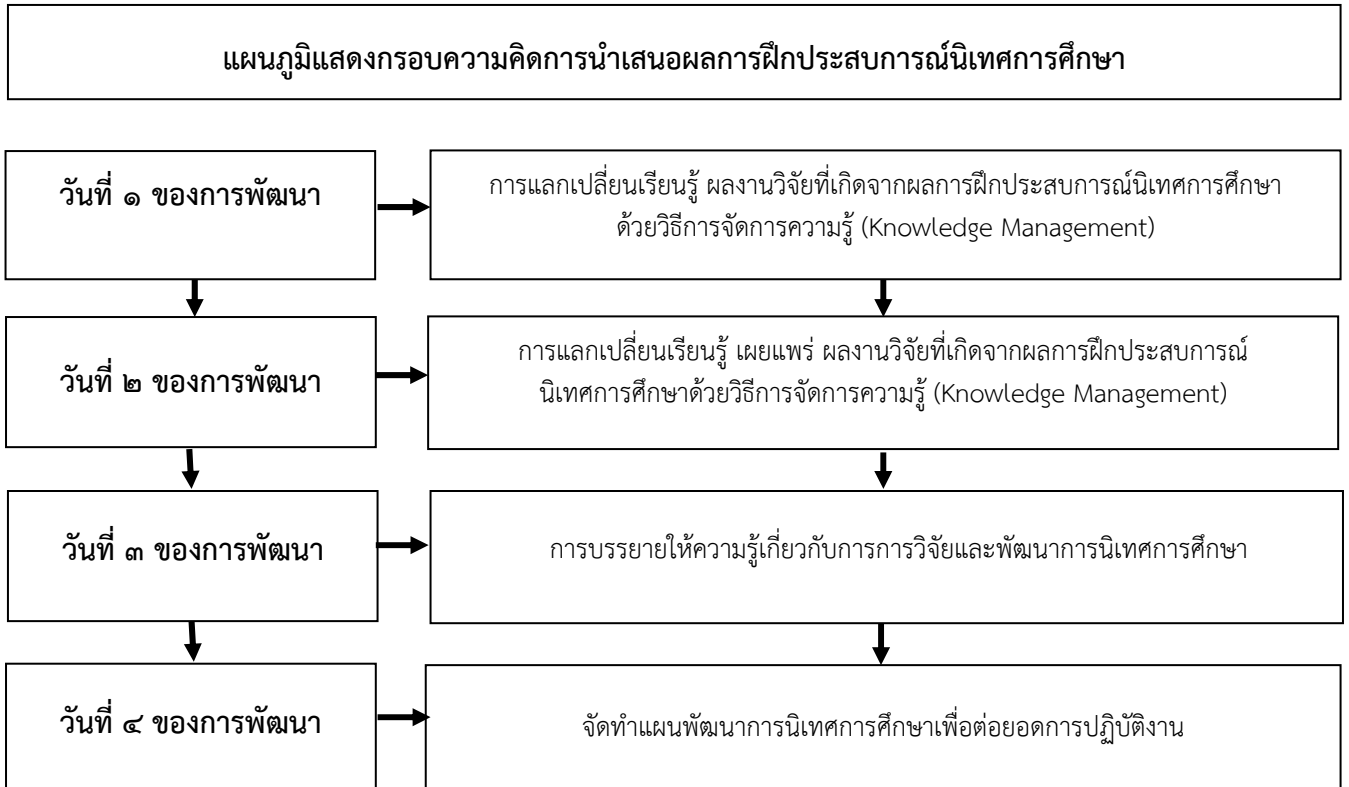 แผนภูมิแสดงกรอบความคิดการนำเสนอผลการฝึกประสบการณ์นิเทศการศึกษา
วันที่ ๑ ของการพัฒนา
การแลกเปลี่ยนเรียนรู้ ผลงานวิจัยที่เกิดจากผลการฝึกประสบการณ์นิเทศการศึกษา
ด้วยวิธีการจัดการความรู้ (Knowledge Management)
วันที่ ๒ ของการพัฒนา
การแลกเปลี่ยนเรียนรู้ เผยแพร่ ผลงานวิจัยที่เกิดจากผลการฝึกประสบการณ์
นิเทศการศึกษาด้วยวิธีการจัดการความรู้ (Knowledge Management)
วันที่ ๓ ของการพัฒนา
การบรรยายให้ความรู้เกี่ยวกับการการวิจัยและพัฒนาการนิเทศการศึกษา
วันที่ ๔ ของการพัฒนา
จัดทำแผนพัฒนาการนิเทศการศึกษาเพื่อต่อยอดการปฏิบัติงาน